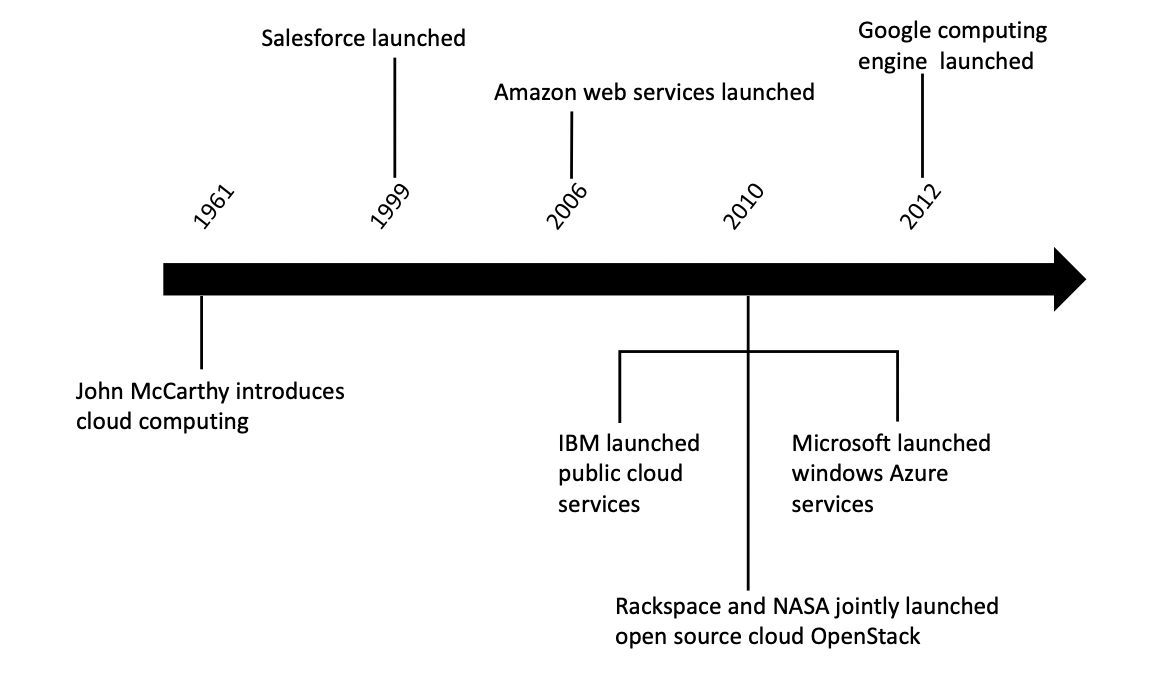 Salesforce launched
Google computing
engine  launched
Amazon web services launched
1961
1999
2006
2010
2012
John McCarthy introduces
cloud computing
IBM launched
public cloud
services
Microsoft launched
windows Azure
services
Rackspace and NASA jointly launched
open source cloud OpenStack